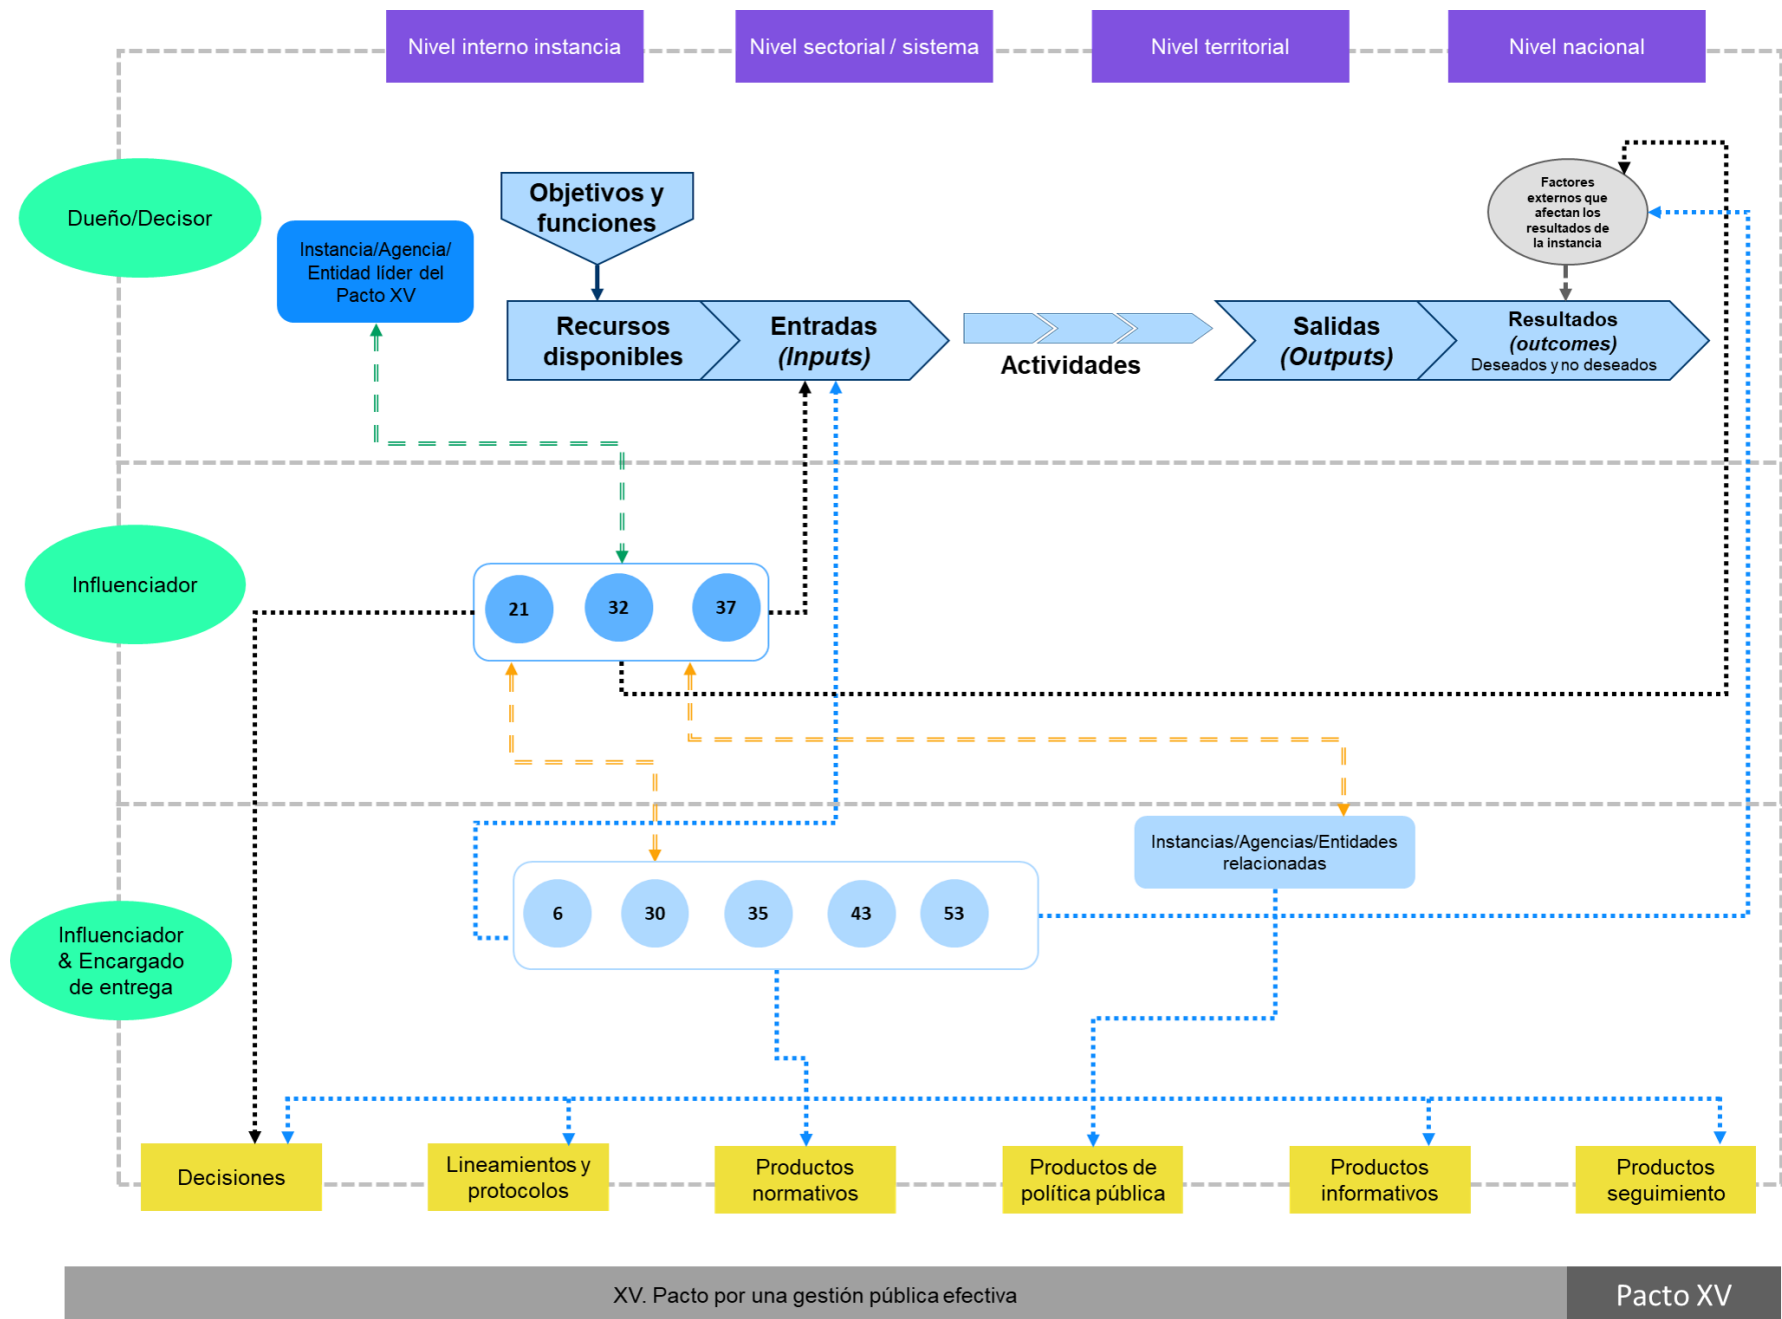 Nivel interno instancia
Nivel sectorial / sistema
Nivel territorial
Nivel nacional
Dueño/Decisor
Instancia/Agencia/
Entidad líder del
Pacto XV
Objetivos y
funciones
Factores
externos que
afectan los
resultados de
la instancia
Recursos
disponibles
Entradas
(Inputs)
Actividades
Salidas
(Outputs)
Resultados
(outcomes)
Deseados y no deseados
Influenciador
21
32
37
Instancias/Agencias/Entidades
relacionadas
Influenciador
& Encargado
de entrega
6
30
35
43
53
Decisiones
Lineamientos y
protocolos
Productos
normativos
Productos de
política pública
Productos
informativos
Productos
seguimiento
XV. Pacto por una gestión pública efectiva
Pacto XV